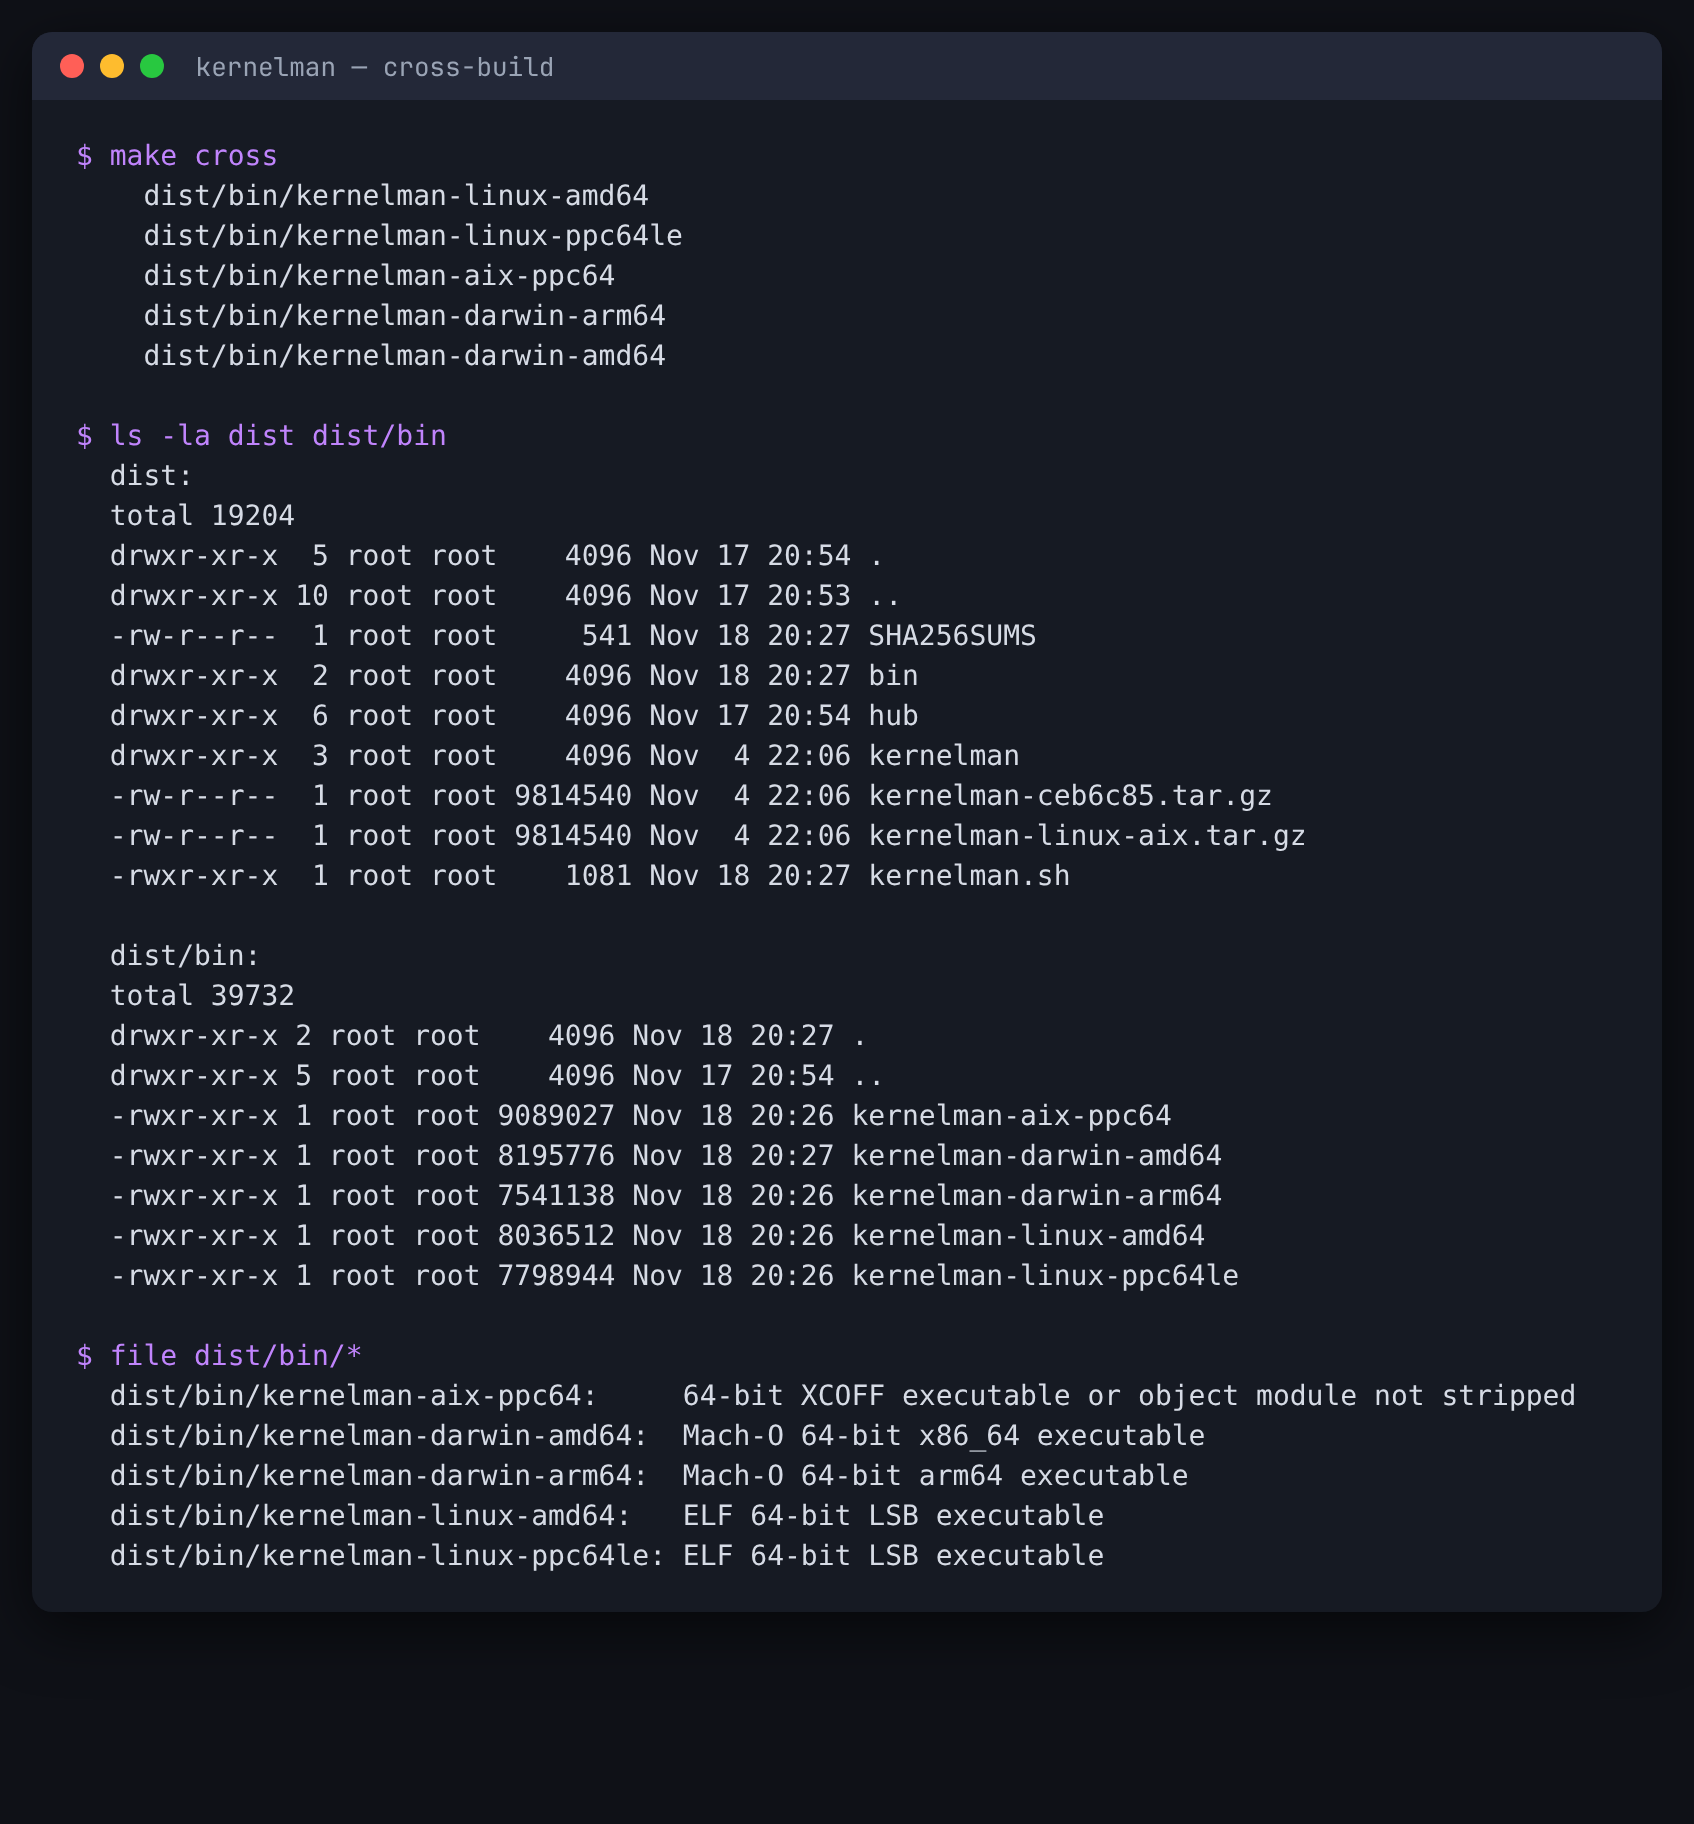 kernelman — cross-build
$ make cross
    dist/bin/kernelman-linux-amd64
    dist/bin/kernelman-linux-ppc64le
    dist/bin/kernelman-aix-ppc64
    dist/bin/kernelman-darwin-arm64
    dist/bin/kernelman-darwin-amd64

$ ls -la dist dist/bin
  dist:
  total 19204
  drwxr-xr-x  5 root root    4096 Nov 17 20:54 .
  drwxr-xr-x 10 root root    4096 Nov 17 20:53 ..
  -rw-r--r--  1 root root     541 Nov 18 20:27 SHA256SUMS
  drwxr-xr-x  2 root root    4096 Nov 18 20:27 bin
  drwxr-xr-x  6 root root    4096 Nov 17 20:54 hub
  drwxr-xr-x  3 root root    4096 Nov  4 22:06 kernelman
  -rw-r--r--  1 root root 9814540 Nov  4 22:06 kernelman-ceb6c85.tar.gz
  -rw-r--r--  1 root root 9814540 Nov  4 22:06 kernelman-linux-aix.tar.gz
  -rwxr-xr-x  1 root root    1081 Nov 18 20:27 kernelman.sh

  dist/bin:
  total 39732
  drwxr-xr-x 2 root root    4096 Nov 18 20:27 .
  drwxr-xr-x 5 root root    4096 Nov 17 20:54 ..
  -rwxr-xr-x 1 root root 9089027 Nov 18 20:26 kernelman-aix-ppc64
  -rwxr-xr-x 1 root root 8195776 Nov 18 20:27 kernelman-darwin-amd64
  -rwxr-xr-x 1 root root 7541138 Nov 18 20:26 kernelman-darwin-arm64
  -rwxr-xr-x 1 root root 8036512 Nov 18 20:26 kernelman-linux-amd64
  -rwxr-xr-x 1 root root 7798944 Nov 18 20:26 kernelman-linux-ppc64le

$ file dist/bin/*
  dist/bin/kernelman-aix-ppc64:     64-bit XCOFF executable or object module not stripped
  dist/bin/kernelman-darwin-amd64:  Mach-O 64-bit x86_64 executable
  dist/bin/kernelman-darwin-arm64:  Mach-O 64-bit arm64 executable
  dist/bin/kernelman-linux-amd64:   ELF 64-bit LSB executable
  dist/bin/kernelman-linux-ppc64le: ELF 64-bit LSB executable